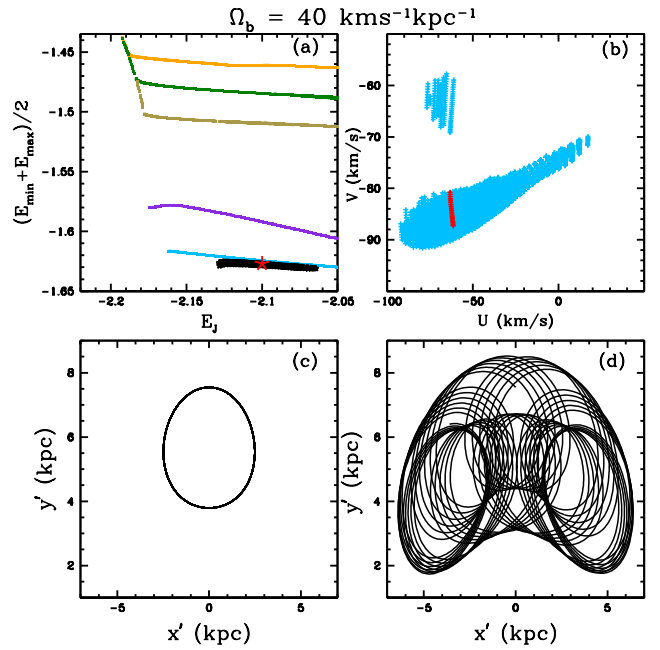 Ω_b = 40 kms⁻¹kpc⁻¹
(a)
(E_min+E_max)/2
-1.45
-1.5
-1.55
-1.6
-1.65
-2.2 -2.15 -2.1 -2.05
E_J
(b)
V (km/s)
-60
-70
-80
-90
-100 -50 0
U (km/s)
(c)
y' (kpc)
8
6
4
2
-5 0 5
x' (kpc)
(d)
y' (kpc)
8
6
4
2
-5 0 5
x' (kpc)